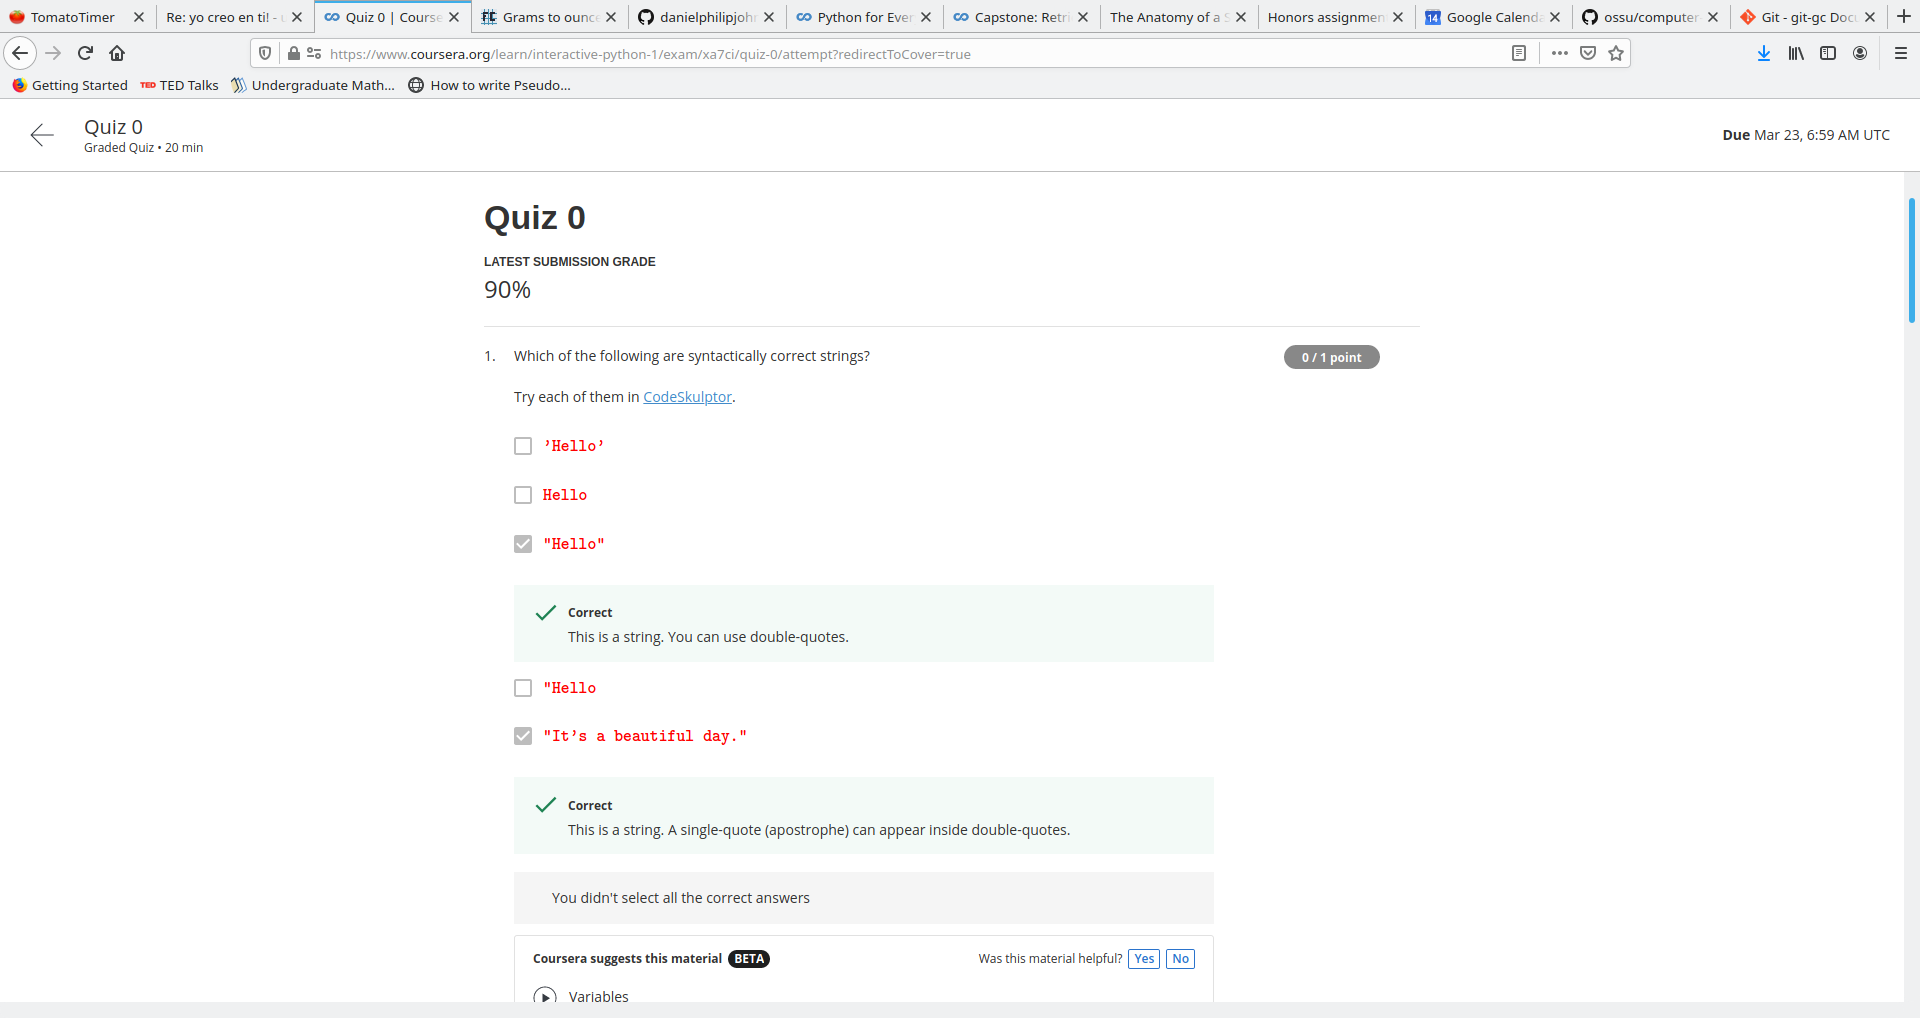 TomatoTimer
Re: yo creo en ti! -
Quiz 0 | Course
Grams to ounce
danielphilipjohr
Python for Ever
Capstone: Retri
The Anatomy of a S
Honors assignmen
14
Google Calenda
ossu/computer
Git - git-gc Docu
https://www.coursera.org/learn/interactive-python-1/exam/xa7ci/quiz-0/attempt?redirectToCover=true
Getting Started
TED TED Talks
Undergraduate Math...
How to write Pseudo...
Quiz 0
Graded Quiz • 20 min
Due Mar 23, 6:59 AM UTC
Quiz 0
LATEST SUBMISSION GRADE
90%
1. Which of the following are syntactically correct strings?
0 / 1 point
Try each of them in CodeSkulptor.
’Hello’
Hello
"Hello"
Correct
This is a string. You can use double-quotes.
"Hello
"It’s a beautiful day."
Correct
This is a string. A single-quote (apostrophe) can appear inside double-quotes.
You didn't select all the correct answers
Coursera suggests this material BETA
Was this material helpful? Yes No
Variables